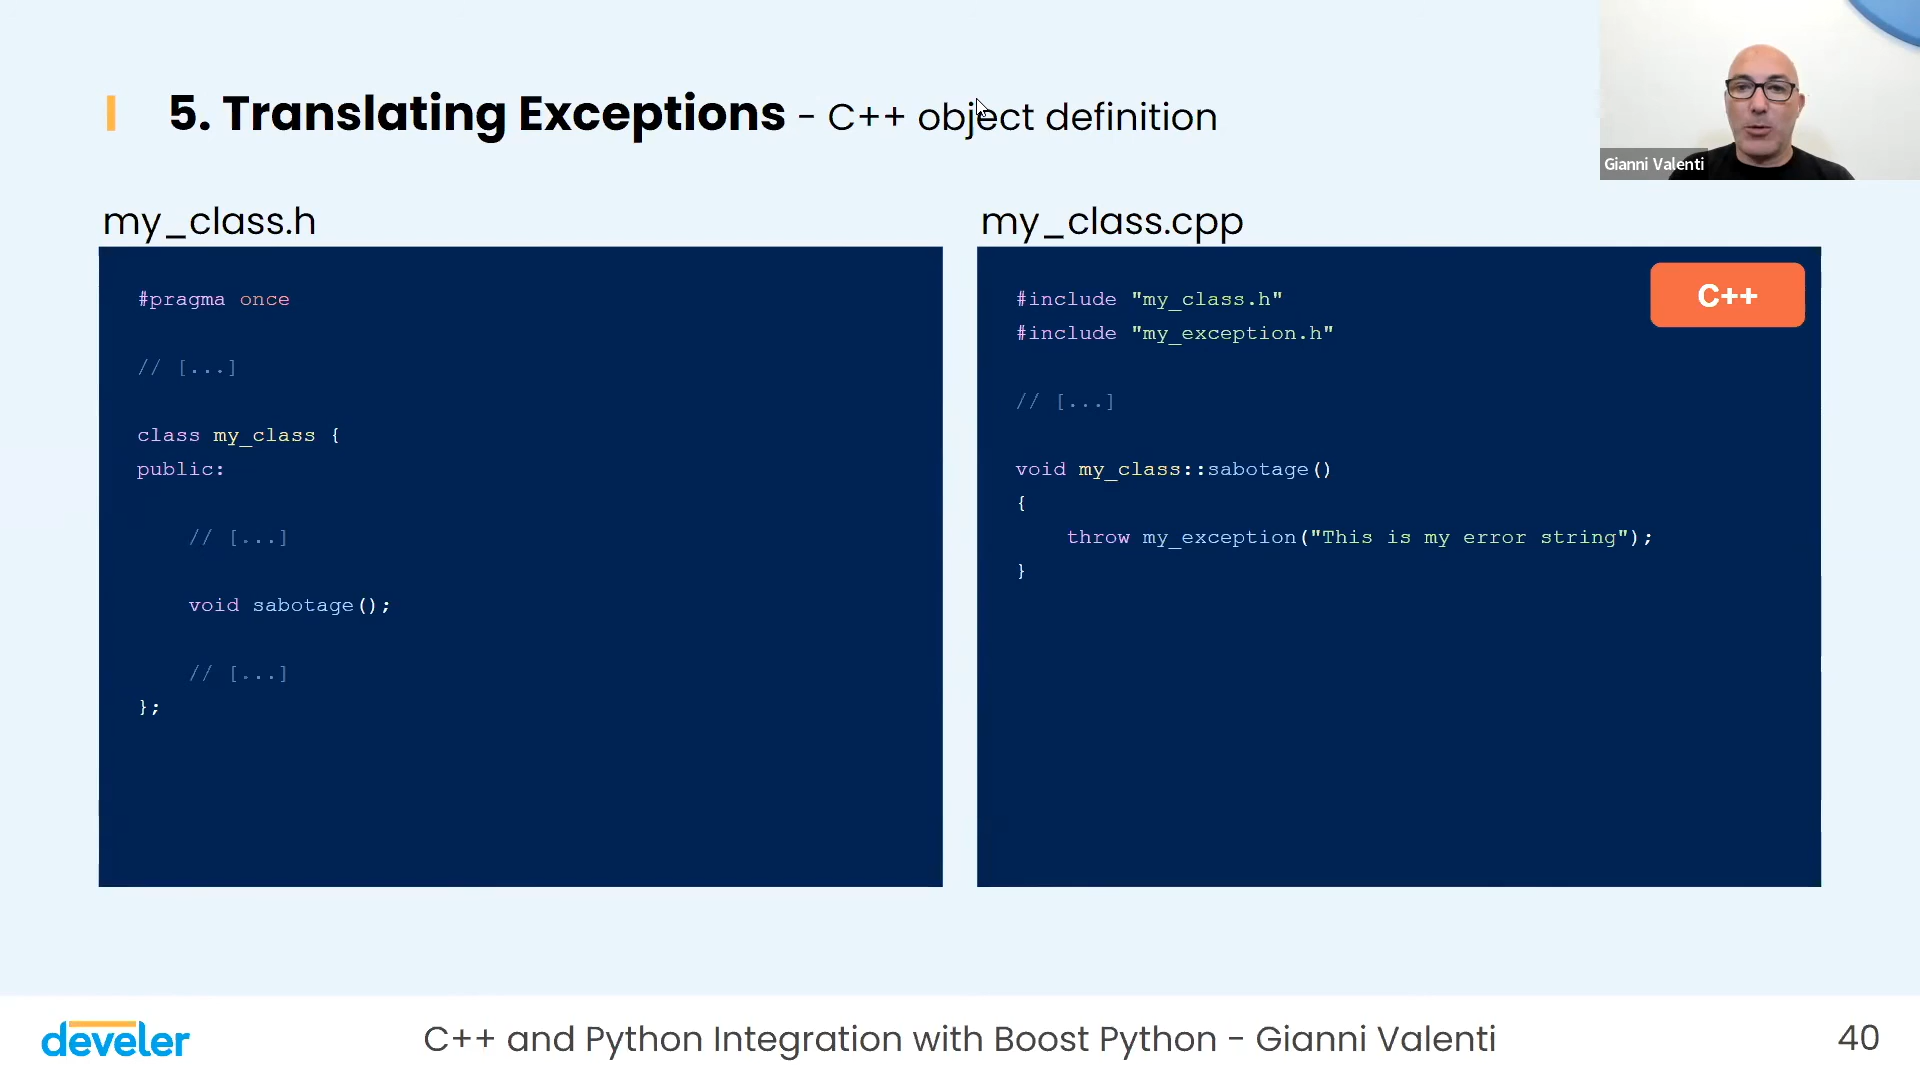 5. Translating Exceptions - C++ object definition
Gianni Valenti
my_class.h
#pragma once
// [...]
class my_class {
public:
// [...]
void sabotage();
// [...]
};
my_class.cpp
C++
#include "my_class.h"
#include "my_exception.h"
// [...]
void my_class::sabotage()
{
throw my_exception("This is my error string");
}
develer
C++ and Python Integration with Boost Python - Gianni Valenti
40